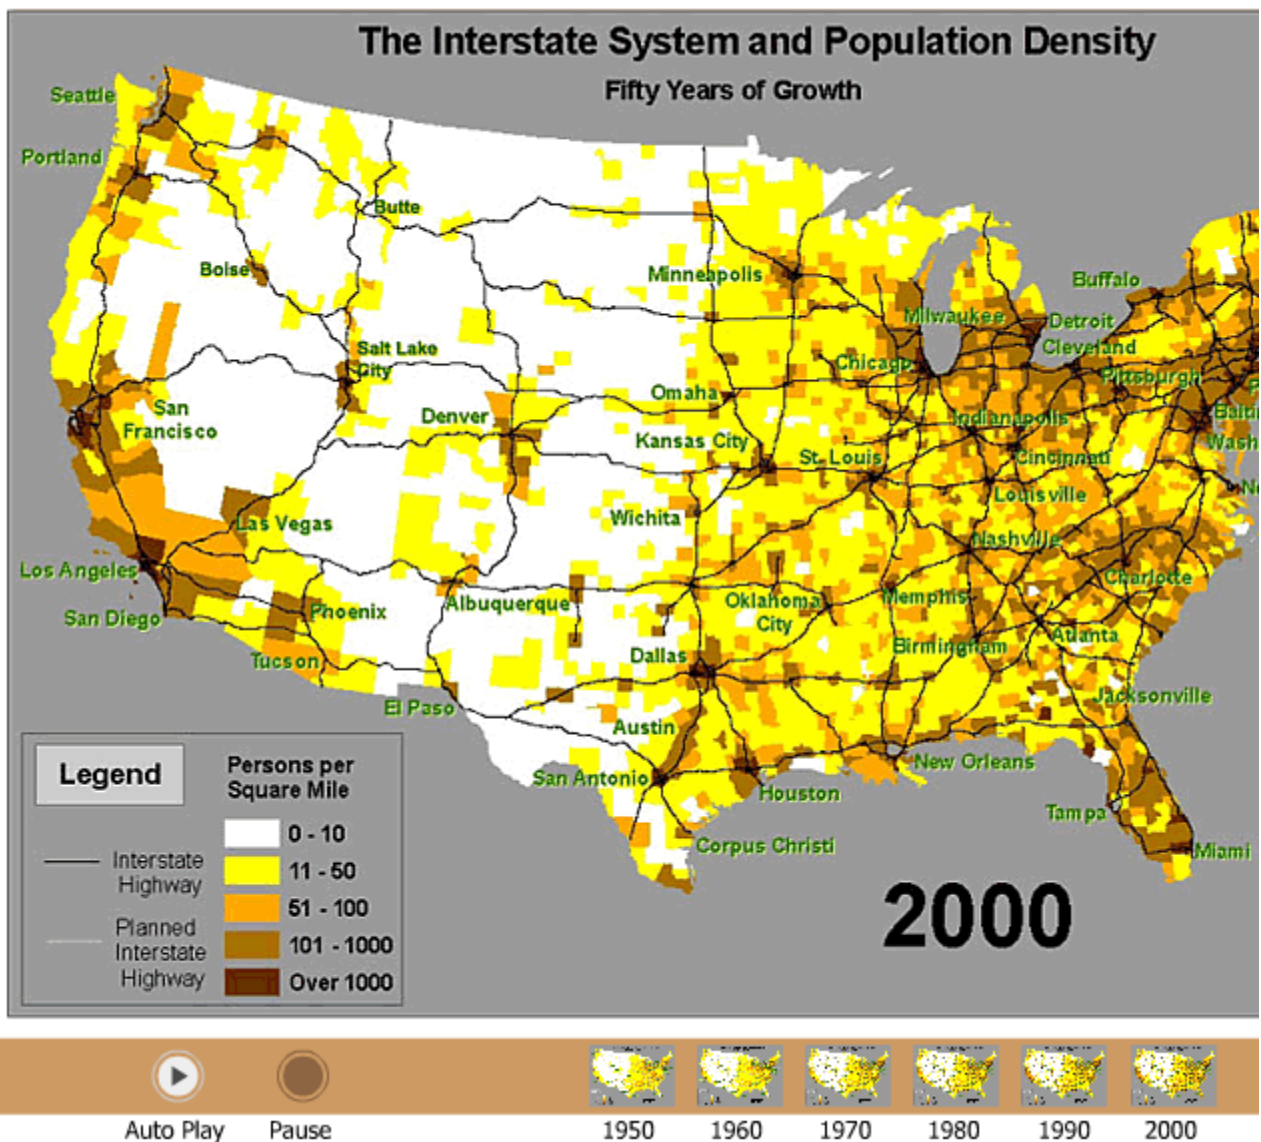 The Interstate System and Population Density
Fifty Years of Growth
Seattle
Portland
Butte
Boise
Minneapolis
Buffalo
Milwaukee
Detroit
Cleveland
Salt Lake
City
Chicago
Pittsburgh
Omaha
San
Francisco
Denver
Indianapolis
Balti
Kansas City
St. Louis
Cincinnati
Wash
Louisville
No
Las Vegas
Wichita
Nashville
Los Angeles
Charlotte
San Diego
Phoenix
Albuquerque
Oklahoma
City
Memphis
Atlanta
Birmingham
Tucson
Dallas
El Paso
Jacksonville
Austin
San Antonio
New Orleans
Houston
Tampa
Corpus Christi
Miami
2000
Legend
Persons per
Square Mile
0 - 10
Interstate
Highway
11 - 50
51 - 100
Planned
Interstate
Highway
101 - 1000
Over 1000
Auto Play
Pause
1950
1960
1970
1980
1990
2000